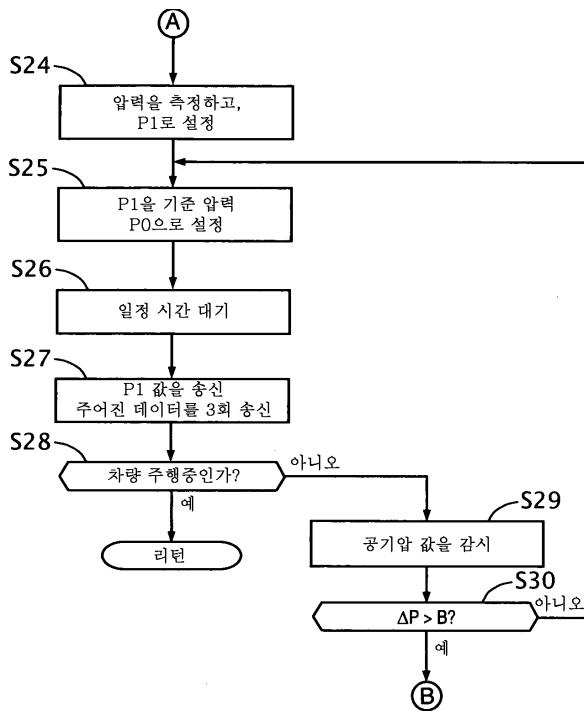 A
S24
압력을 측정하고,
P1로 설정
S25
P1을 기준 압력
P0으로 설정
S26
일정 시간 대기
S27
P1 값을 송신
주어진 데이터를 3회 송신
S28
차량 주행중인가?
아니오
예
리턴
S29
공기압 값을 감시
S30
ΔP > B?
아니오
예
B